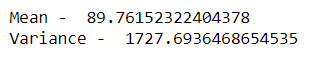 Mean -  89.76152322404378
Variance -  1727.6936468654535